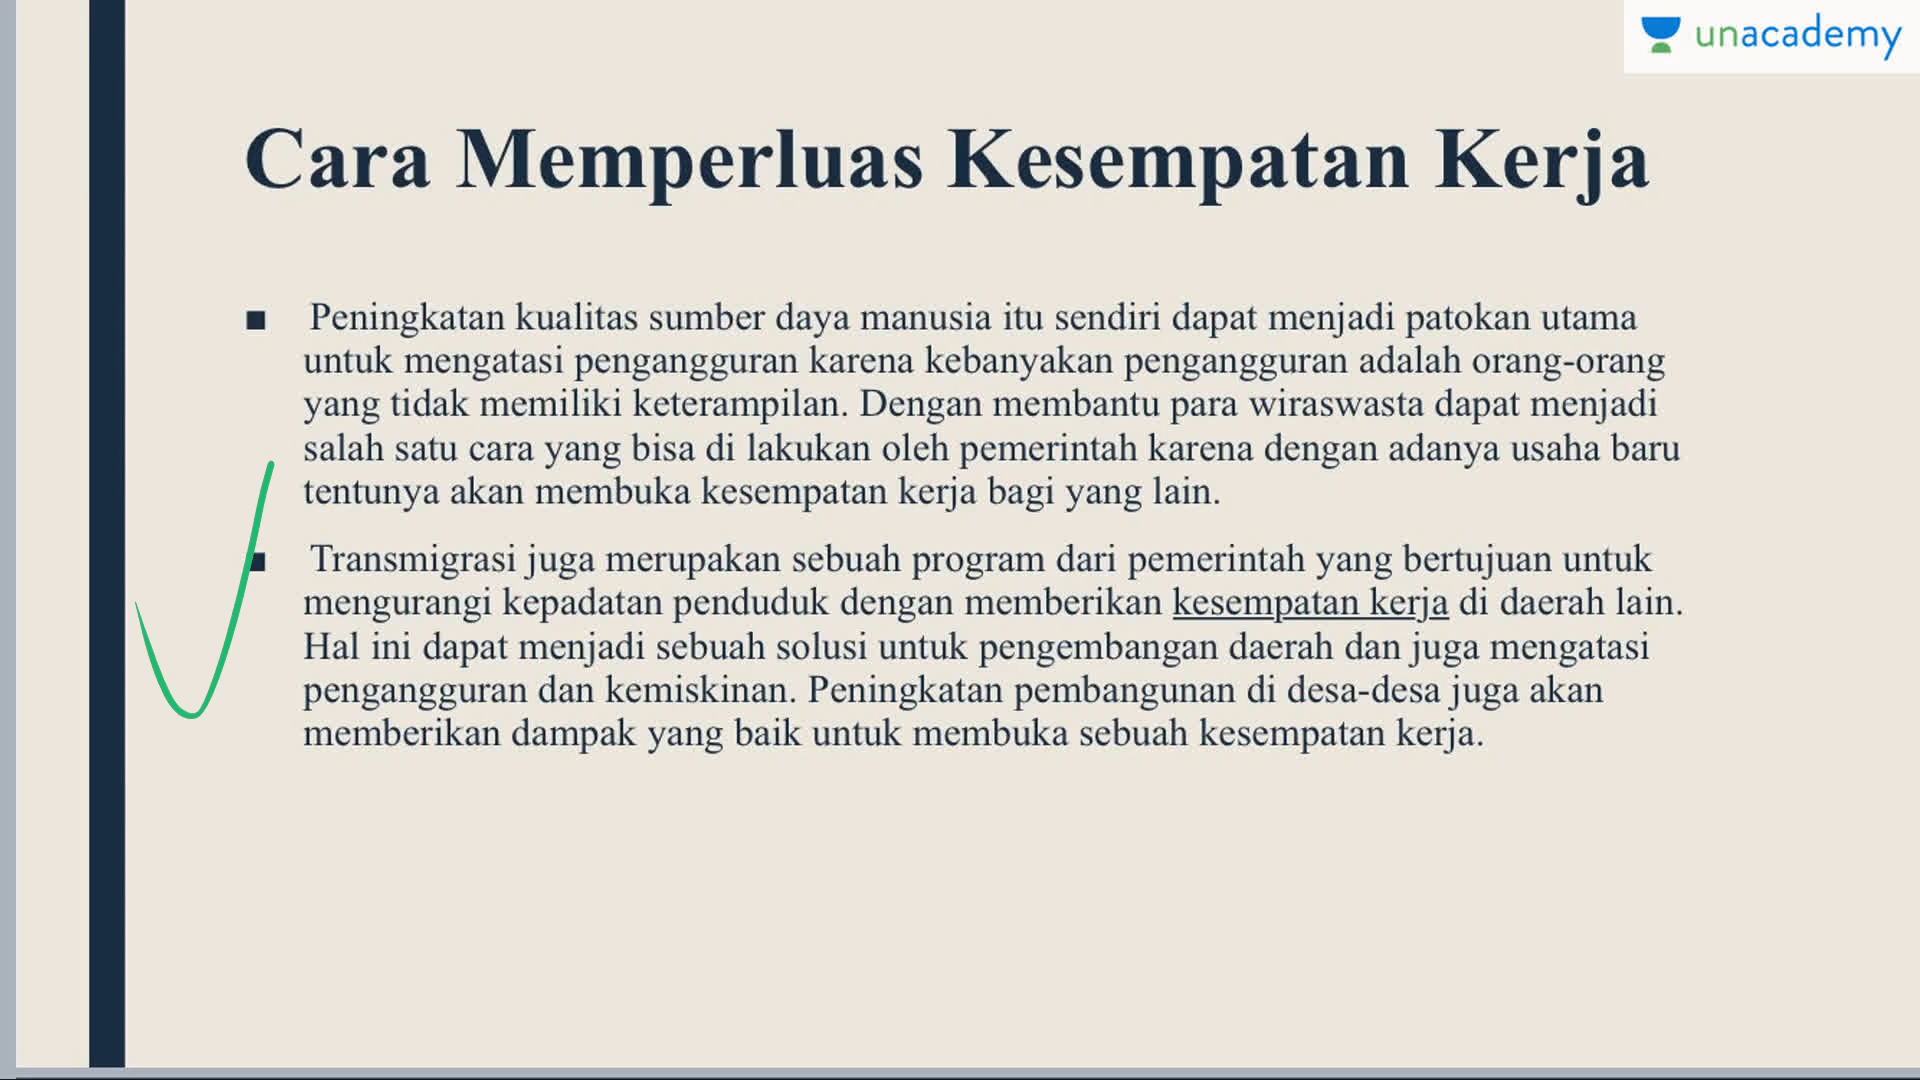 unacademy
Cara Memperluas Kesempatan Kerja
■ Peningkatan kualitas sumber daya manusia itu sendiri dapat menjadi patokan utama
untuk mengatasi pengangguran karena kebanyakan pengangguran adalah orang-orang
yang tidak memiliki keterampilan. Dengan membantu para wiraswasta dapat menjadi
salah satu cara yang bisa di lakukan oleh pemerintah karena dengan adanya usaha baru
tentunya akan membuka kesempatan kerja bagi yang lain.
■ Transmigrasi juga merupakan sebuah program dari pemerintah yang bertujuan untuk
mengurangi kepadatan penduduk dengan memberikan kesempatan kerja di daerah lain.
Hal ini dapat menjadi sebuah solusi untuk pengembangan daerah dan juga mengatasi
pengangguran dan kemiskinan. Peningkatan pembangunan di desa-desa juga akan
memberikan dampak yang baik untuk membuka sebuah kesempatan kerja.